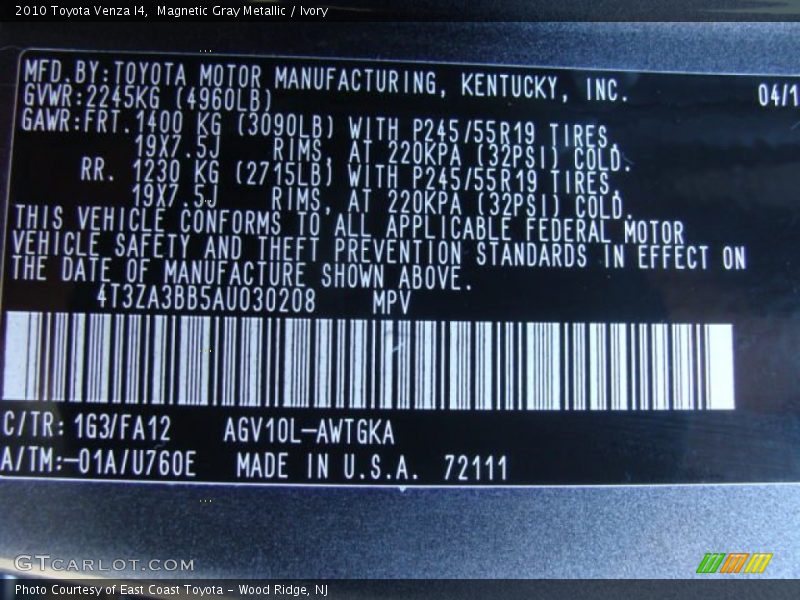 2010 Toyota Venza I4, Magnetic Gray Metallic / Ivory
MFD.BY:TOYOTA MOTOR MANUFACTURING, KENTUCKY, INC. 04/1
GVWR:2245KG (4960LB)
GAWR:FRT.1400 KG (3090LB) WITH P245/55R19 TIRES,
19X7.5J RIMS, AT 220KPA (32PSI) COLD.
RR. 1230 KG (2715LB) WITH P245/55R19 TIRES,
19X7.5J RIMS, AT 220KPA (32PSI) COLD.
THIS VEHICLE CONFORMS TO ALL APPLICABLE FEDERAL MOTOR
VEHICLE SAFETY AND THEFT PREVENTION STANDARDS IN EFFECT ON
THE DATE OF MANUFACTURE SHOWN ABOVE.
4T3ZA3BB5AU030208 MPV
C/TR: 1G3/FA12 AGV10L-AWTGKA
A/TM:-01A/U760E MADE IN U.S.A. 72111
GTCARLOT.COM
Photo Courtesy of East Coast Toyota - Wood Ridge, NJ